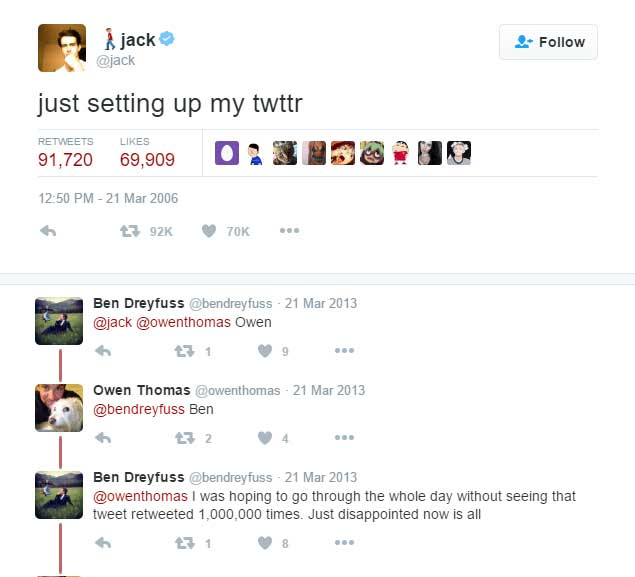 jack
@jack
Follow
just setting up my twttr
RETWEETS LIKES
91,720 69,909
12:50 PM - 21 Mar 2006
92K 70K
Ben Dreyfuss @bendreyfuss · 21 Mar 2013
@jack @owenthomas Owen
1 9
Owen Thomas @owenthomas · 21 Mar 2013
@bendreyfuss Ben
2 4
Ben Dreyfuss @bendreyfuss · 21 Mar 2013
@owenthomas I was hoping to go through the whole day without seeing that
tweet retweeted 1,000,000 times. Just disappointed now is all
1 8